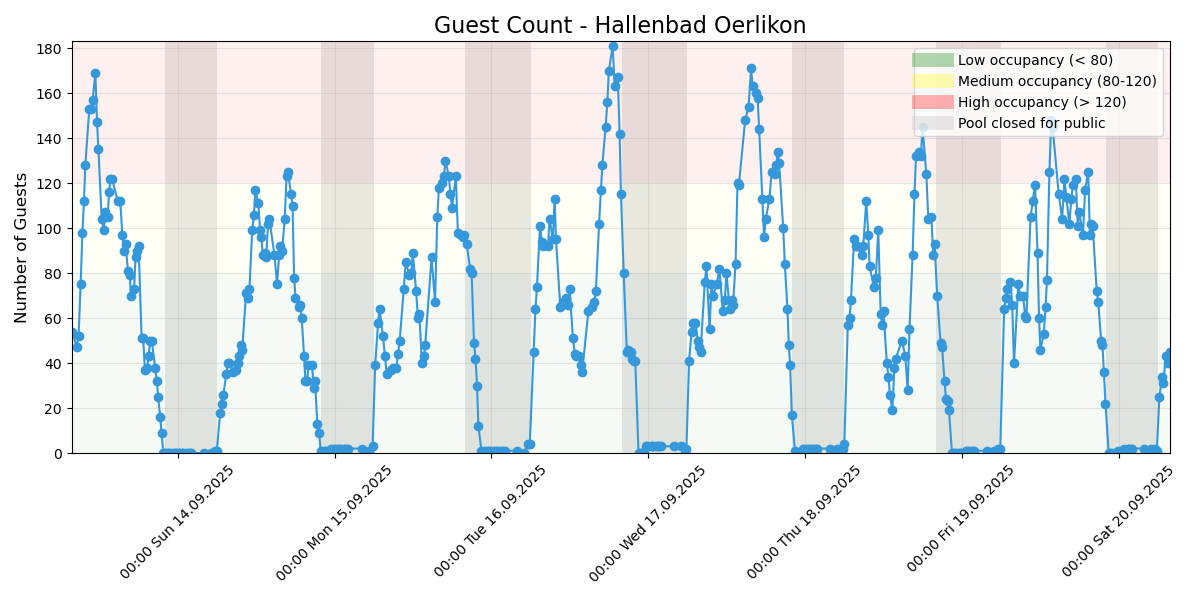 Guest Count - Hallenbad Oerlikon
Number of Guests
180
160
140
120
100
80
60
40
20
0
Low occupancy (< 80)
Medium occupancy (80-120)
High occupancy (> 120)
Pool closed for public
00:00 Sun 14.09.2025
00:00 Mon 15.09.2025
00:00 Tue 16.09.2025
00:00 Wed 17.09.2025
00:00 Thu 18.09.2025
00:00 Fri 19.09.2025
00:00 Sat 20.09.2025